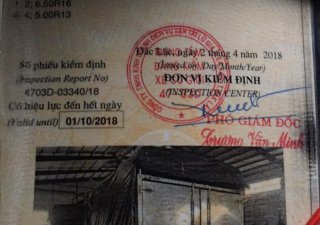 1; 2; 6.50R16
4; 5.00R13
Đắc Lắc, ngày 2 tháng 4 năm 2018
(Issued on: Day/Month/Year)
Số phiếu kiểm định
(Inspection Report No)
4703D-03340/18
ĐƠN VỊ KIỂM ĐỊNH
(INSPECTION CENTER)
Có hiệu lực đến hết ngày
(Valid until) 01/10/2018
PHÓ GIÁM ĐỐC
Trương Văn Minh